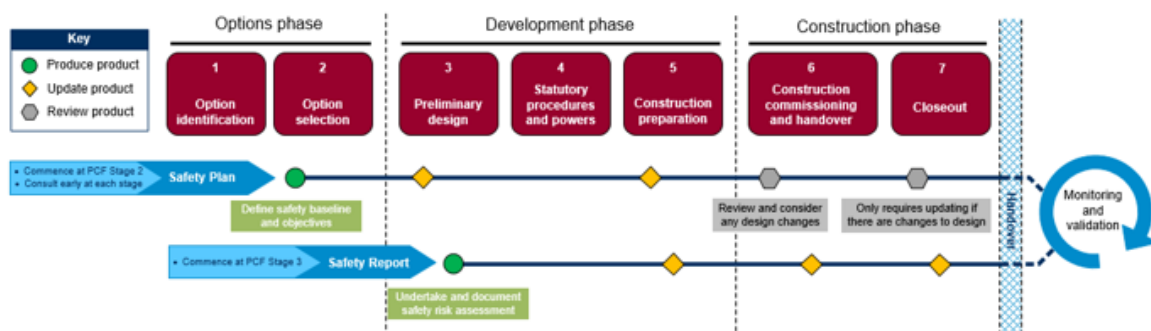 Options phase
Development phase
Construction phase
Key
Produce product
Update product
Review product
1
Option
identification
2
Option
selection
3
Preliminary
design
4
Statutory
procedures
and powers
5
Construction
preparation
6
Construction
commissioning
and handover
7
Closeout
• Commence at PCF Stage 2
• Consult early at each stage
Safety Plan
Define safety baseline
and objectives
Review and consider
any design changes
Only requires updating if
there are changes to design
Handover
Monitoring
and
validation
• Commence at PCF Stage 3
Safety Report
Undertake and document
safety risk assessment